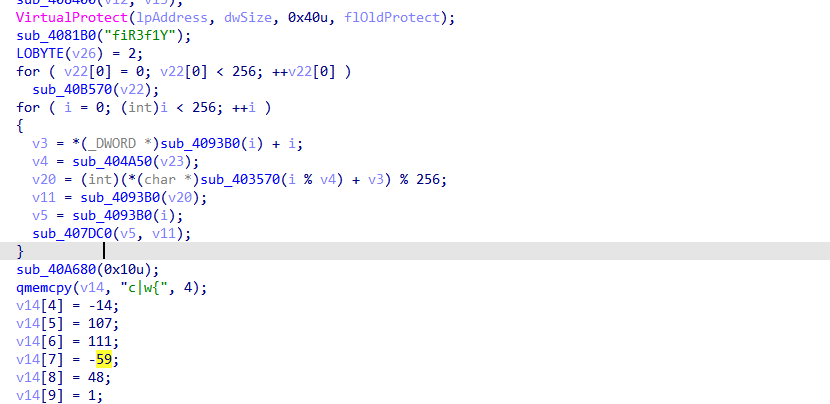 VirtualProtect(lpAddress, dwSize, 0x40u, flOldProtect);
sub_4081B0("fiR3f1Y");
LOBYTE(v26) = 2;
for ( v22[0] = 0; v22[0] < 256; ++v22[0] )
sub_40B570(v22);
for ( i = 0; (int)i < 256; ++i )
{
v3 = *(_DWORD *)sub_4093B0(i) + i;
v4 = sub_404A50(v23);
v20 = (int)(*(char *)sub_403570(i % v4) + v3) % 256;
v11 = sub_4093B0(v20);
v5 = sub_4093B0(i);
sub_407DC0(v5, v11);
}
sub_40A680(0x10u);
qmemcpy(v14, "c|w{", 4);
v14[4] = -14;
v14[5] = 107;
v14[6] = 111;
v14[7] = -59;
v14[8] = 48;
v14[9] = 1;